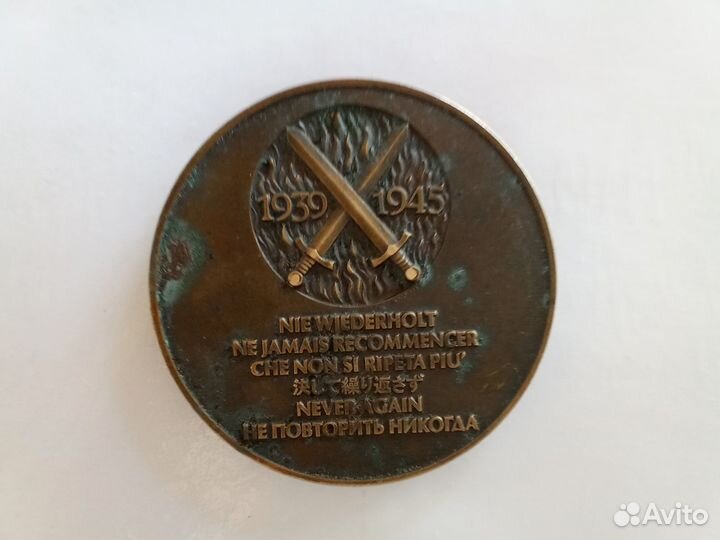 1939 1945
NIE WIEDERHOLT
NE JAMAIS RECOMMENCER
CHE NON SI RIPETA PIU'
決して繰り返さず
NEVER AGAIN
НЕ ПОВТОРИТЬ НИКОГДА
Avito